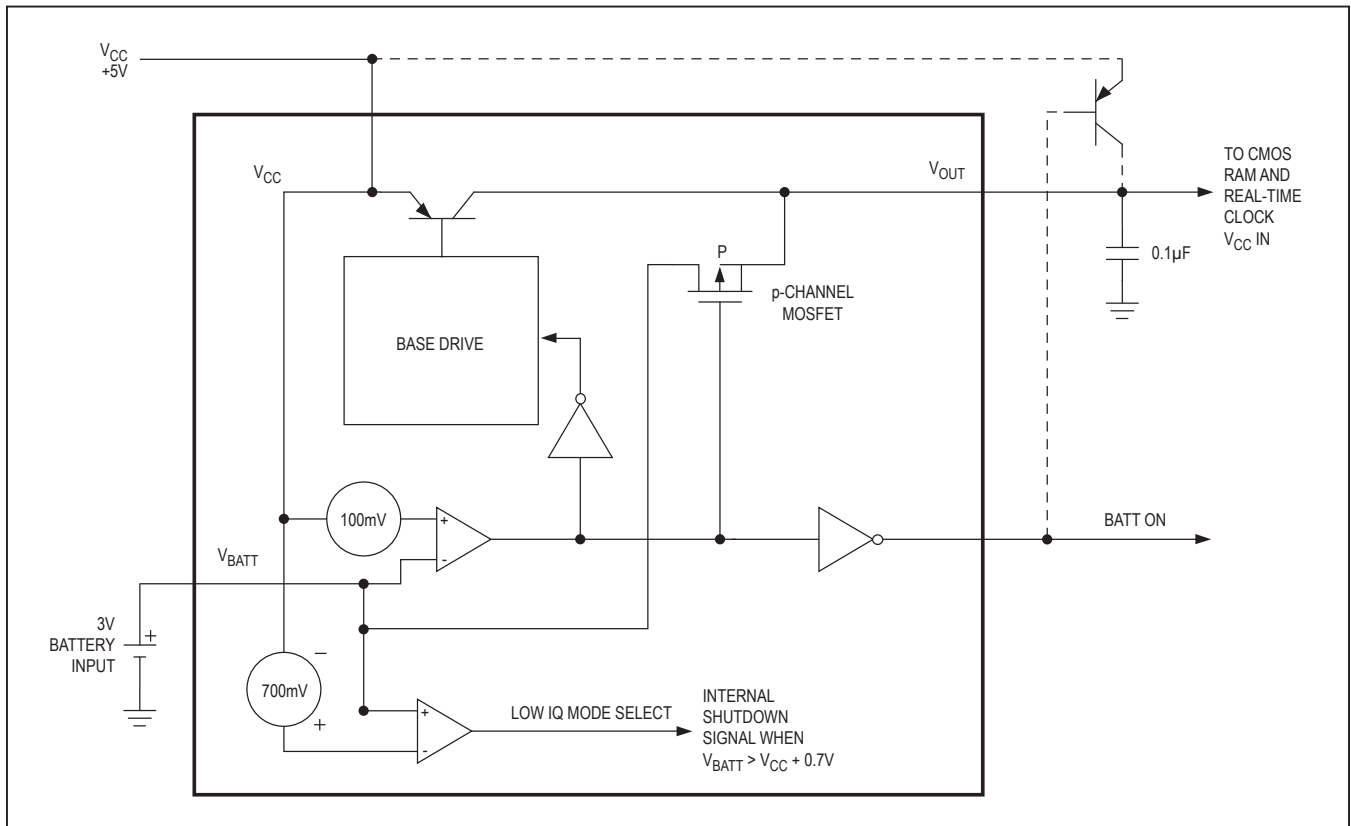 VCC
+5V
VCC
VOUT
TO CMOS
RAM AND
REAL-TIME
CLOCK
VCC IN
0.1µF
P
p-CHANNEL
MOSFET
BASE DRIVE
100mV
+
-
BATT ON
VBATT
3V
BATTERY
INPUT
+
700mV
−
+
+
-
LOW IQ MODE SELECT
INTERNAL
SHUTDOWN
SIGNAL WHEN
VBATT > VCC + 0.7V